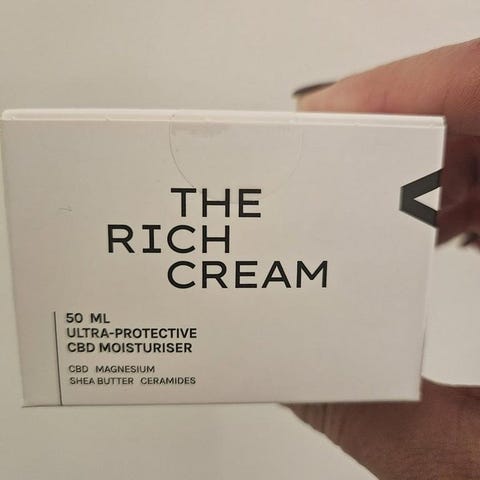 THE
RICH
CREAM
50 ML
ULTRA-PROTECTIVE
CBD MOISTURISER
CBD MAGNESIUM
SHEA BUTTER CERAMIDES